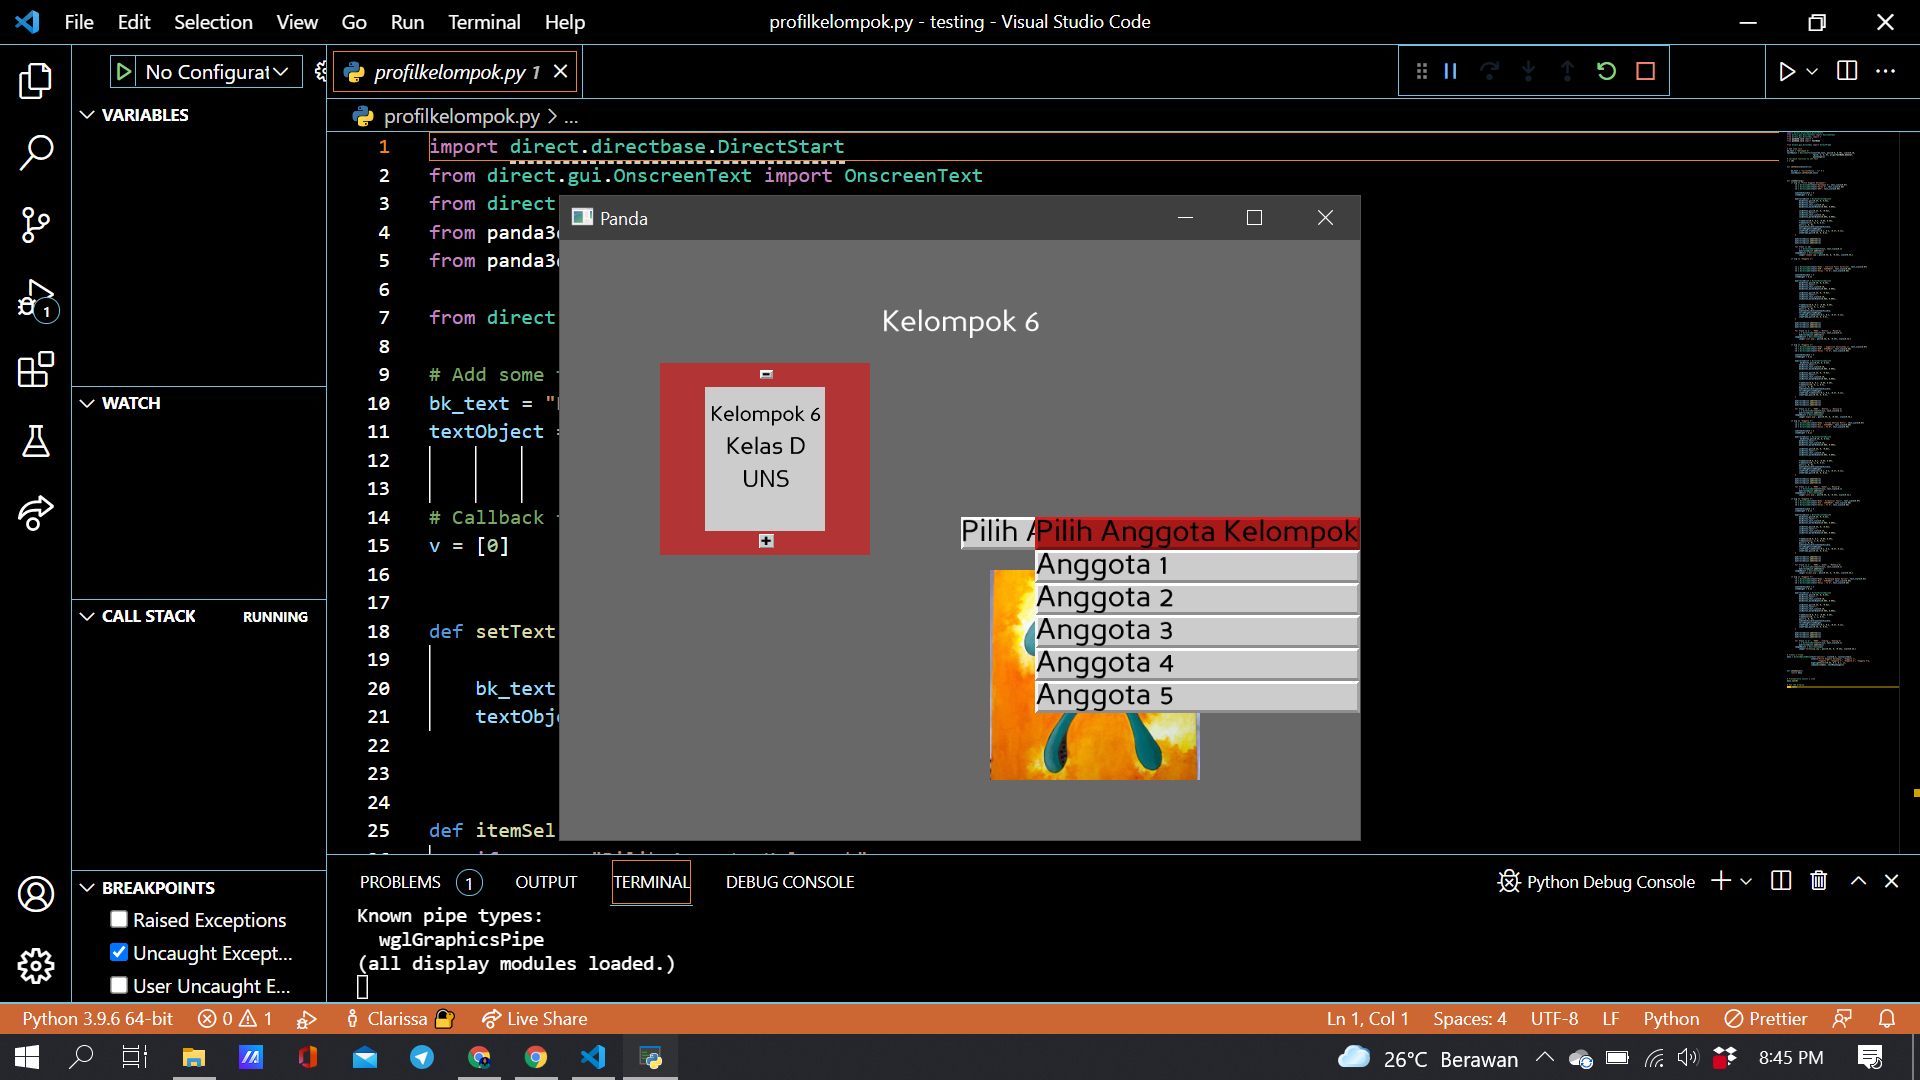 File Edit Selection View Go Run Terminal Help
profilkelompok.py - testing - Visual Studio Code
No Configurat
profilkelompok.py 1
VARIABLES
profilkelompok.py > ...
1 import direct.directbase.DirectStart
2 from direct.gui.OnscreenText import OnscreenText
3 from direct
4 from panda3
5 from panda3
6
7 from direct
8
9 # Add some
10 bk_text = "
11 textObject =
12
13
14 # Callback
15 v = [0]
16
17
18 def setText
19
20 bk_text
21 textObj
22
23
24
25 def itemSel
Panda
Kelompok 6
Kelompok 6
Kelas D
UNS
Pilih A
Pilih Anggota Kelompok
Anggota 1
Anggota 2
Anggota 3
Anggota 4
Anggota 5
WATCH
CALL STACK RUNNING
1
BREAKPOINTS
Raised Exceptions
Uncaught Except...
User Uncaught E...
PROBLEMS 1 OUTPUT TERMINAL DEBUG CONSOLE
Python Debug Console
Known pipe types:
wglGraphicsPipe
(all display modules loaded.)
Python 3.9.6 64-bit 0 1 Clarissa Live Share
Ln 1, Col 1 Spaces: 4 UTF-8 LF Python Prettier
26°C Berawan 8:45 PM